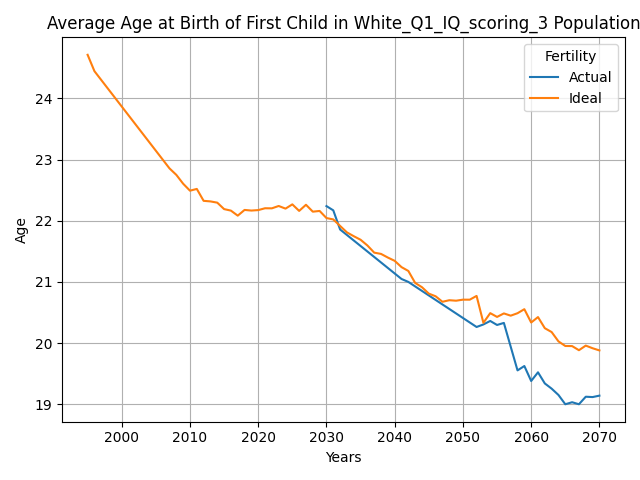 Average Age at Birth of First Child in White_Q1_IQ_scoring_3 Population
Fertility
Actual
Ideal
Age
24
23
22
21
20
19
2000 2010 2020 2030 2040 2050 2060 2070
Years